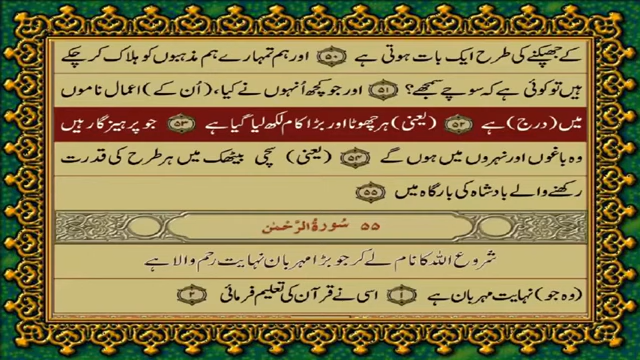 کے جھپکنے کی طرح ایک بات ہوتی ہے ۵۰ اور ہم تمہارے ہم مذہبوں کو ہلاک کر چکے
ہیں تو کوئی ہے کہ سوچے سمجھے؟ ۵۱ اور جو کچھ انہوں نے کیا، (اُن کے) اعمال ناموں
میں (درج) ہے ۵۲ (یعنی) ہر چھوٹا اور بڑا کام لکھ لیا گیا ہے ۵۳ جو پرہیزگار ہیں
وہ باغوں اور نہروں میں ہوں گے ۵۴ (یعنی) سچی بیٹھک میں ہر طرح کی قدرت
رکھنے والے بادشاہ کی بارگاہ میں ۵۵
۵۵ سُورَةُ الرَّحْمٰن
شروع اللہ کا نام لے کر جو بڑا مہربان نہایت رحم والا ہے
(وہ جو) نہایت مہربان ہے ۱ اسی نے قرآن کی تعلیم فرمائی ۲